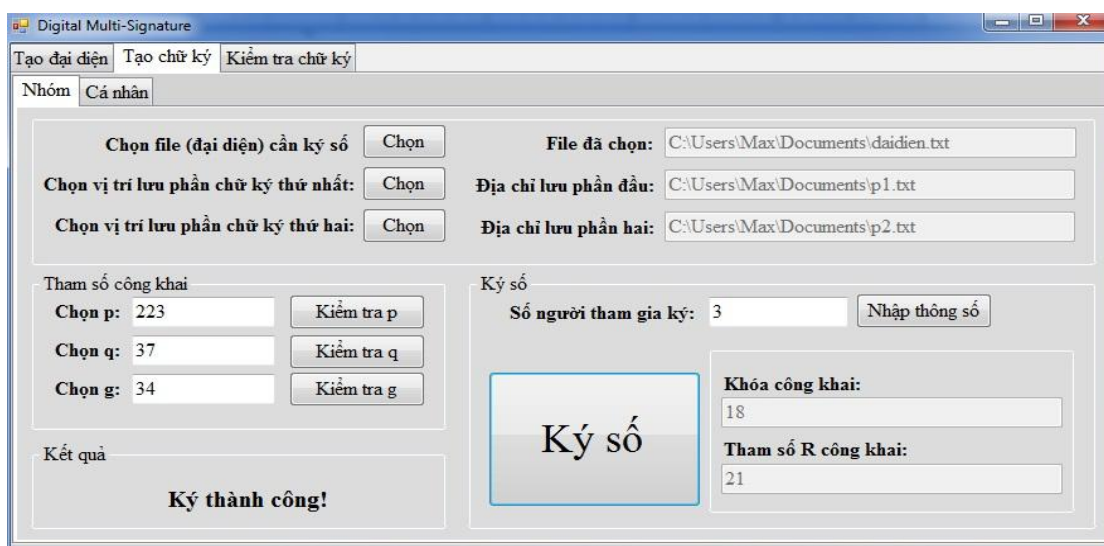 Digital Multi-Signature
Tạo đại diện Tạo chữ ký Kiểm tra chữ ký
Nhóm Cá nhân
Chọn file (đại diện) cần ký số Chọn File đã chọn: C:\Users\Max\Documents\daidien.txt
Chọn vị trí lưu phần chữ ký thứ nhất: Chọn Địa chỉ lưu phần đầu: C:\Users\Max\Documents\p1.txt
Chọn vị trí lưu phần chữ ký thứ hai: Chọn Địa chỉ lưu phần hai: C:\Users\Max\Documents\p2.txt
Tham số công khai
Chọn p: 223 Kiểm tra p
Chọn q: 37 Kiểm tra q
Chọn g: 34 Kiểm tra g
Kết quả
Ký thành công!
Ký số
Số người tham gia ký: 3 Nhập thông số
Ký số
Khóa công khai:
18
Tham số R công khai:
21